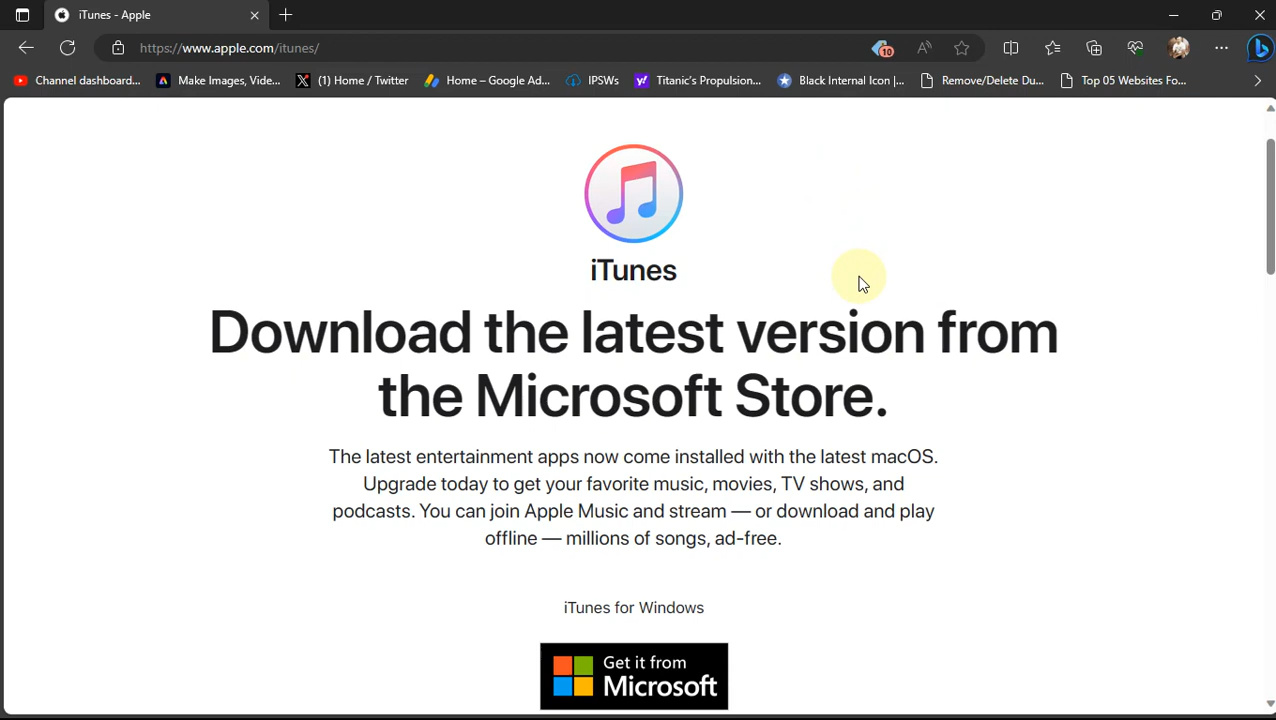 iTunes - Apple
https://www.apple.com/itunes/
10
Channel dashboard...
Make Images, Vide...
(1) Home / Twitter
Home – Google Ad...
IPSWs
Titanic's Propulsion...
Black Internal Icon |...
Remove/Delete Du...
Top 05 Websites Fo...
iTunes
Download the latest version from
the Microsoft Store.
The latest entertainment apps now come installed with the latest macOS.
Upgrade today to get your favorite music, movies, TV shows, and
podcasts. You can join Apple Music and stream — or download and play
offline — millions of songs, ad-free.
iTunes for Windows
Get it from
Microsoft